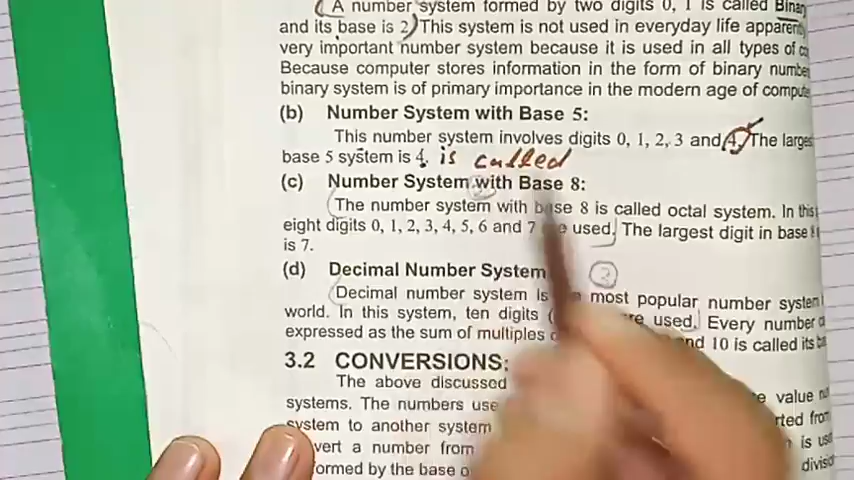 A number system formed by two digits 0, 1 is called Binary
and its base is 2. This system is not used in everyday life
very important number system because it is used in all types of
Because computer stores information in the form of binary
binary system is of primary importance in the modern age of
(b) Number System with Base 5:
This number system involves digits 0, 1, 2, 3 and 4. The largest
base 5 system is 4. is called
(c) Number System with Base 8:
The number system with base 8 is called octal system. In this
eight digits 0, 1, 2, 3, 4, 5, 6 and 7 are used. The largest digit in base 8
is 7.
(d) Decimal Number System 2
Decimal number system is most popular number system
world. In this system, ten digits are used. Every number
expressed as the sum of multiples and 10 is called its
3.2 CONVERSIONS:
The above discussed value
systems. The numbers from
system to another system is
a number from
formed by the base